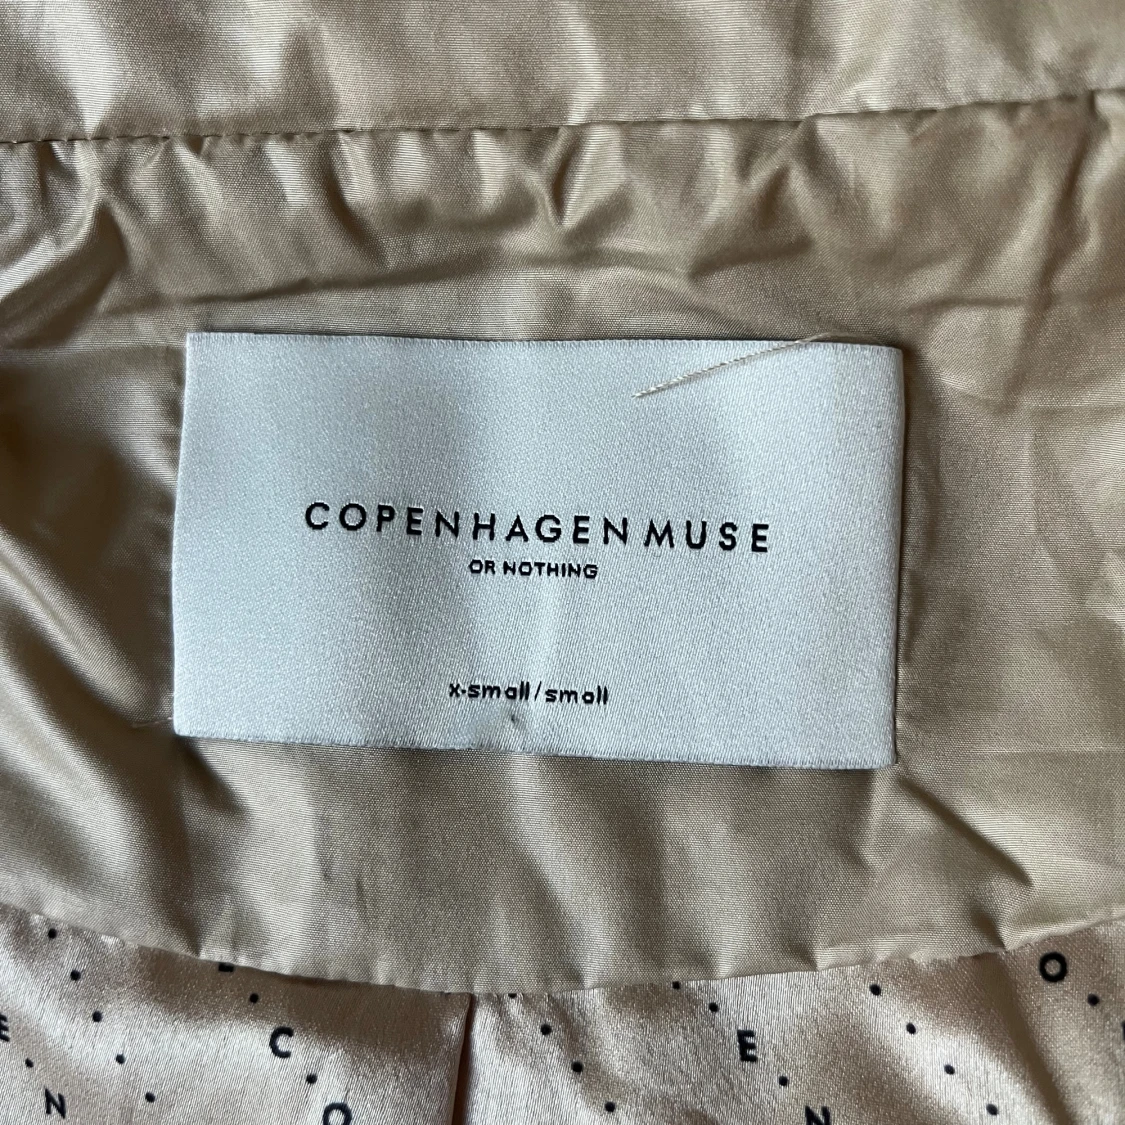 COPENHAGEN MUSE
OR NOTHING
x-small/small
C
O
E
N
E
N
O